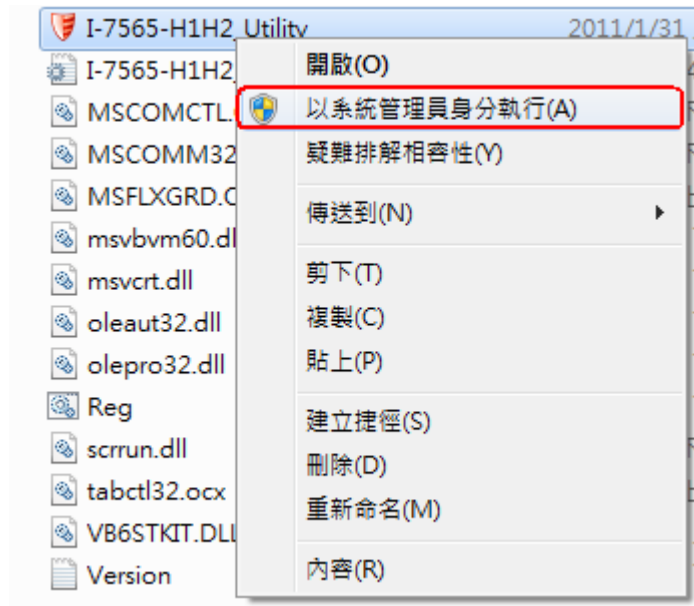 I-7565-H1H2_Utility 2011/1/31
I-7565-H1H2_
MSCOMCTL.
MSCOMM32
MSFLXGRD.C
msvbvm60.dl
msvcrt.dll
oleaut32.dll
olepro32.dll
Reg
scrrun.dll
tabctl32.ocx
VB6STKIT.DLL
Version
開啟(O)
以系統管理員身分執行(A)
疑難排解相容性(Y)
傳送到(N)
剪下(T)
複製(C)
貼上(P)
建立捷徑(S)
刪除(D)
重新命名(M)
內容(R)